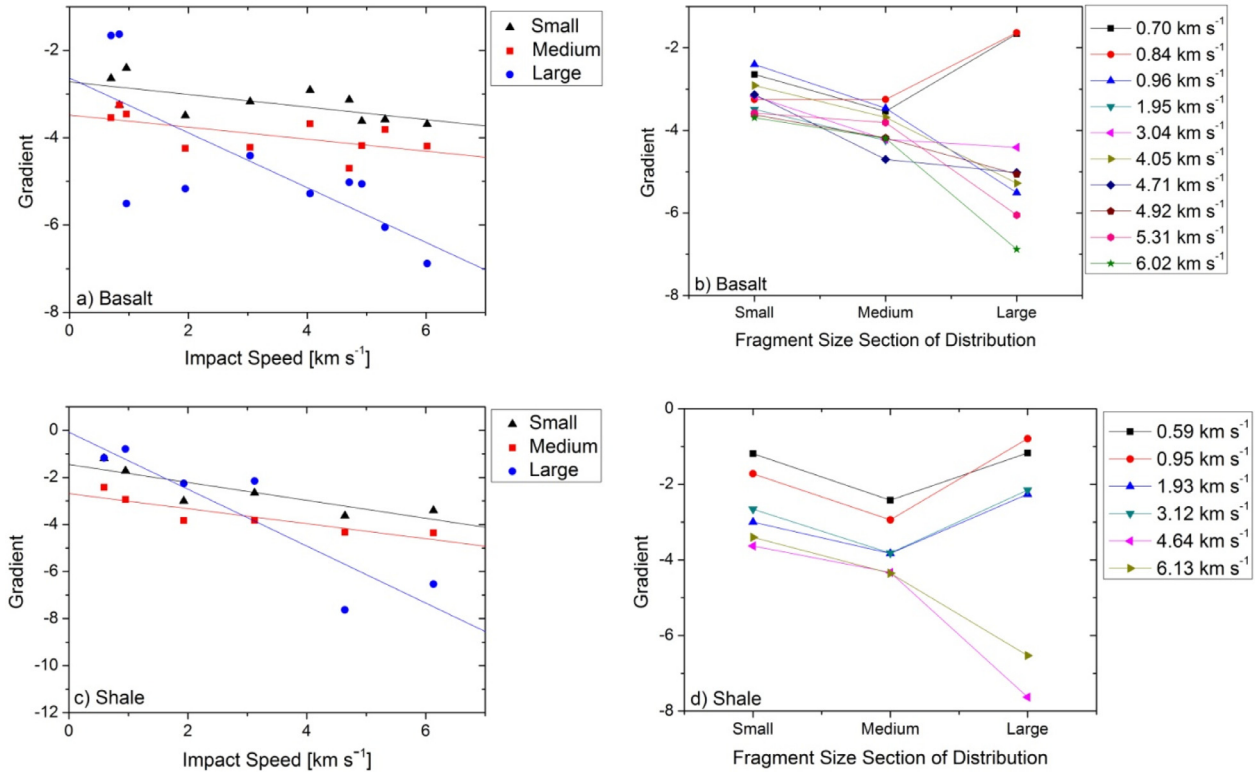 Small
Medium
Large
-2
-4
-6
-8
Gradient
a) Basalt
0
2
4
6
Impact Speed [km s⁻¹]
0.70 km s⁻¹
0.84 km s⁻¹
0.96 km s⁻¹
1.95 km s⁻¹
3.04 km s⁻¹
4.05 km s⁻¹
4.71 km s⁻¹
4.92 km s⁻¹
5.31 km s⁻¹
6.02 km s⁻¹
-2
-4
-6
-8
Gradient
b) Basalt
Small
Medium
Large
Fragment Size Section of Distribution
Small
Medium
Large
0
-2
-4
-6
-8
-10
-12
Gradient
c) Shale
0
2
4
6
Impact Speed [km s⁻¹]
0.59 km s⁻¹
0.95 km s⁻¹
1.93 km s⁻¹
3.12 km s⁻¹
4.64 km s⁻¹
6.13 km s⁻¹
0
-2
-4
-6
-8
Gradient
d) Shale
Small
Medium
Large
Fragment Size Section of Distribution